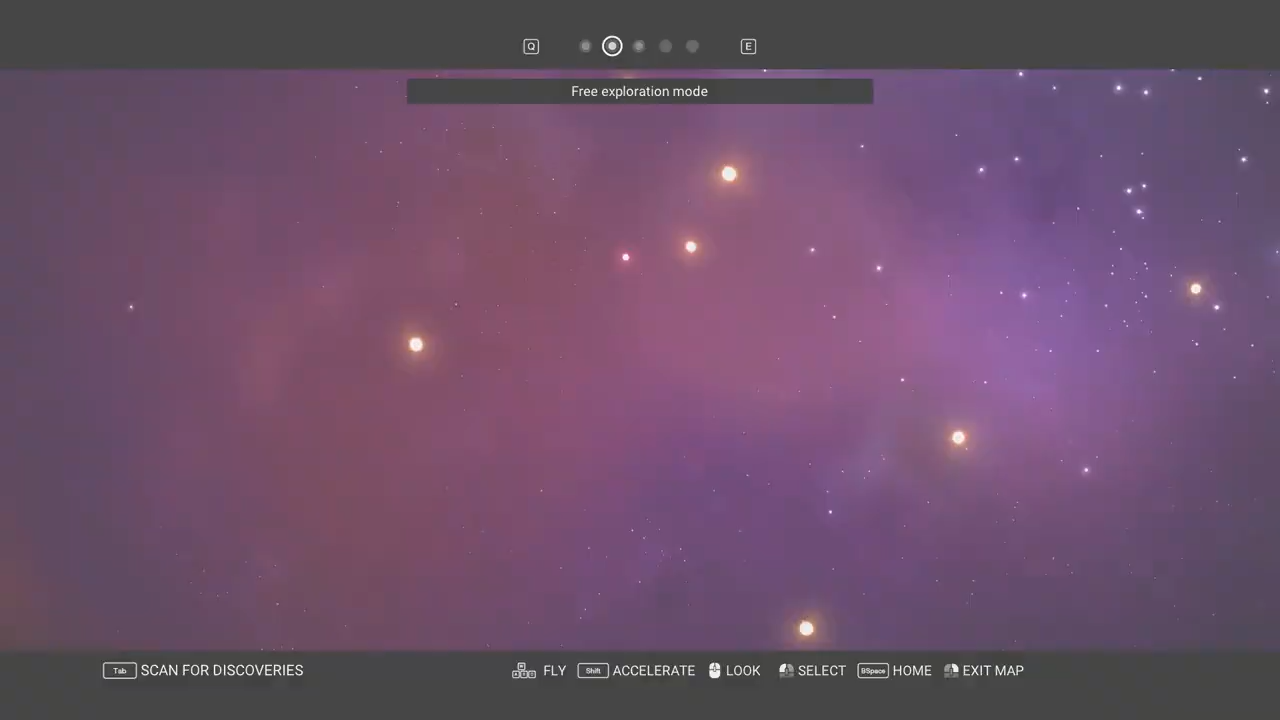 Q E
Free exploration mode
Tab SCAN FOR DISCOVERIES FLY Shift ACCELERATE LOOK SELECT BSpace HOME EXIT MAP